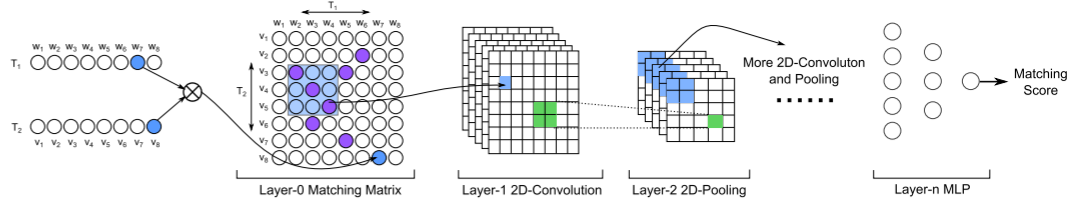 T1
w1 w2 w3 w4 w5 w6 w7 w8
w1 w2 w3 w4 w5 w6 w7 w8
T1
T2
v1 v2 v3 v4 v5 v6 v7 v8
T2
v1
v2
v3
v4
v5
v6
v7
v8
More 2D-Convoluton
and Pooling
Matching
Score
Layer-0 Matching Matrix
Layer-1 2D-Convolution
Layer-2 2D-Pooling
Layer-n MLP